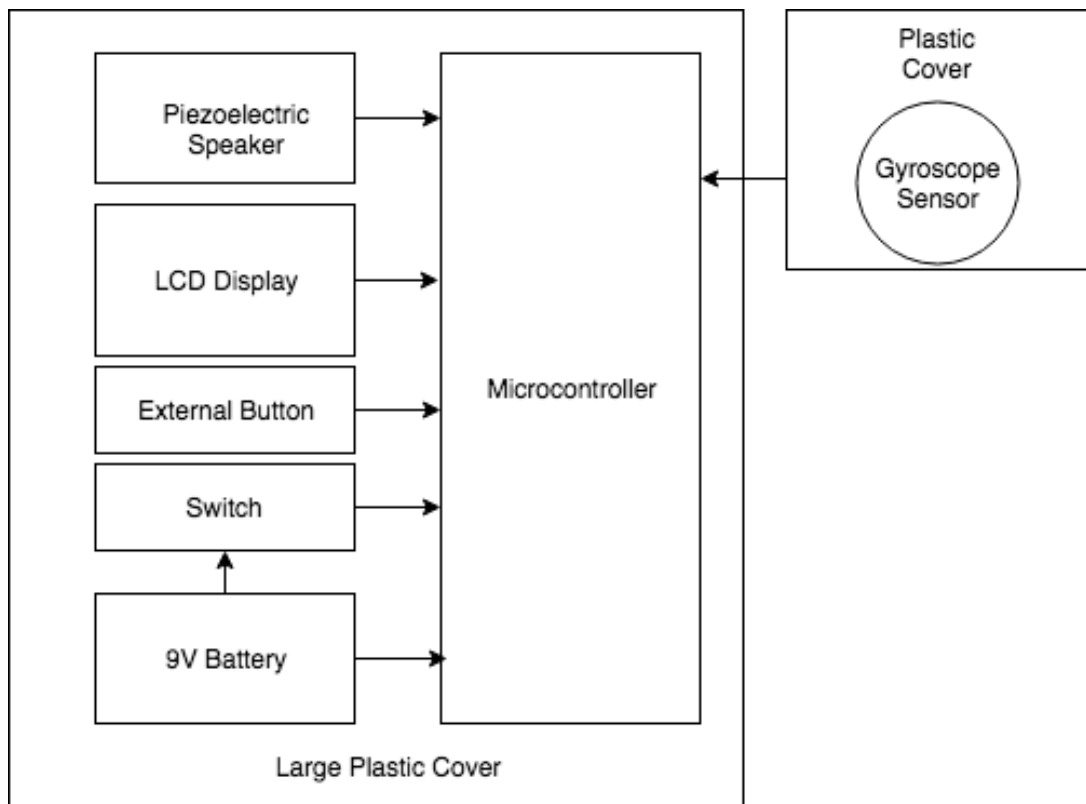 Piezoelectric
Speaker
LCD Display
External Button
Switch
9V Battery
Microcontroller
Large Plastic Cover
Plastic
Cover
Gyroscope
Sensor